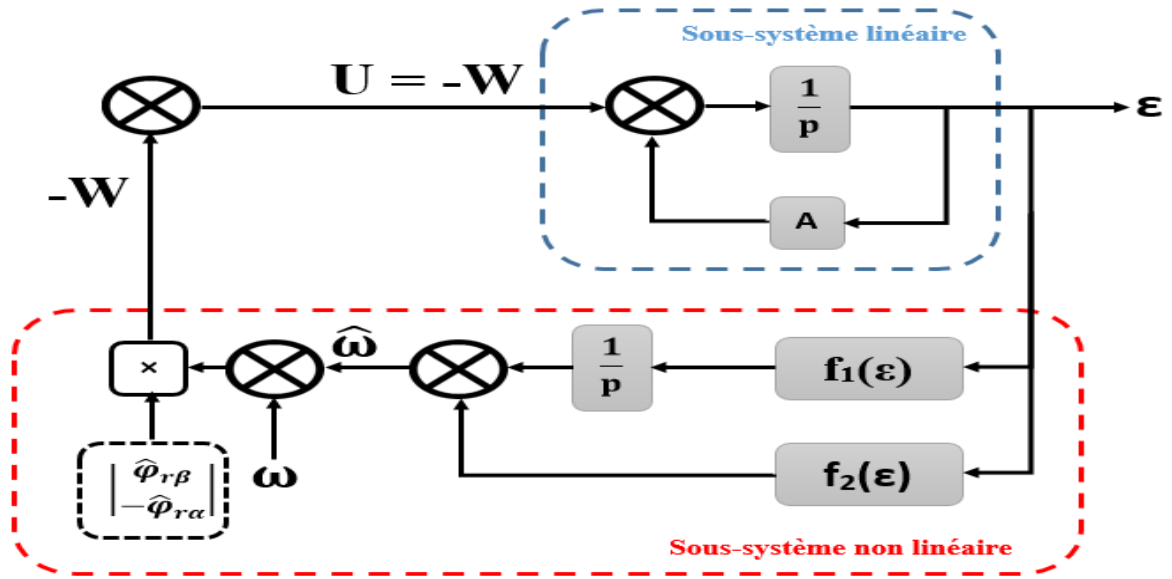 Sous-système linéaire
U = -W
1
p
ε
A
-W
ω̂
1
p
f₁(ε)
×
ω
f₂(ε)
φ̂rβ
-φ̂rα
Sous-système non linéaire